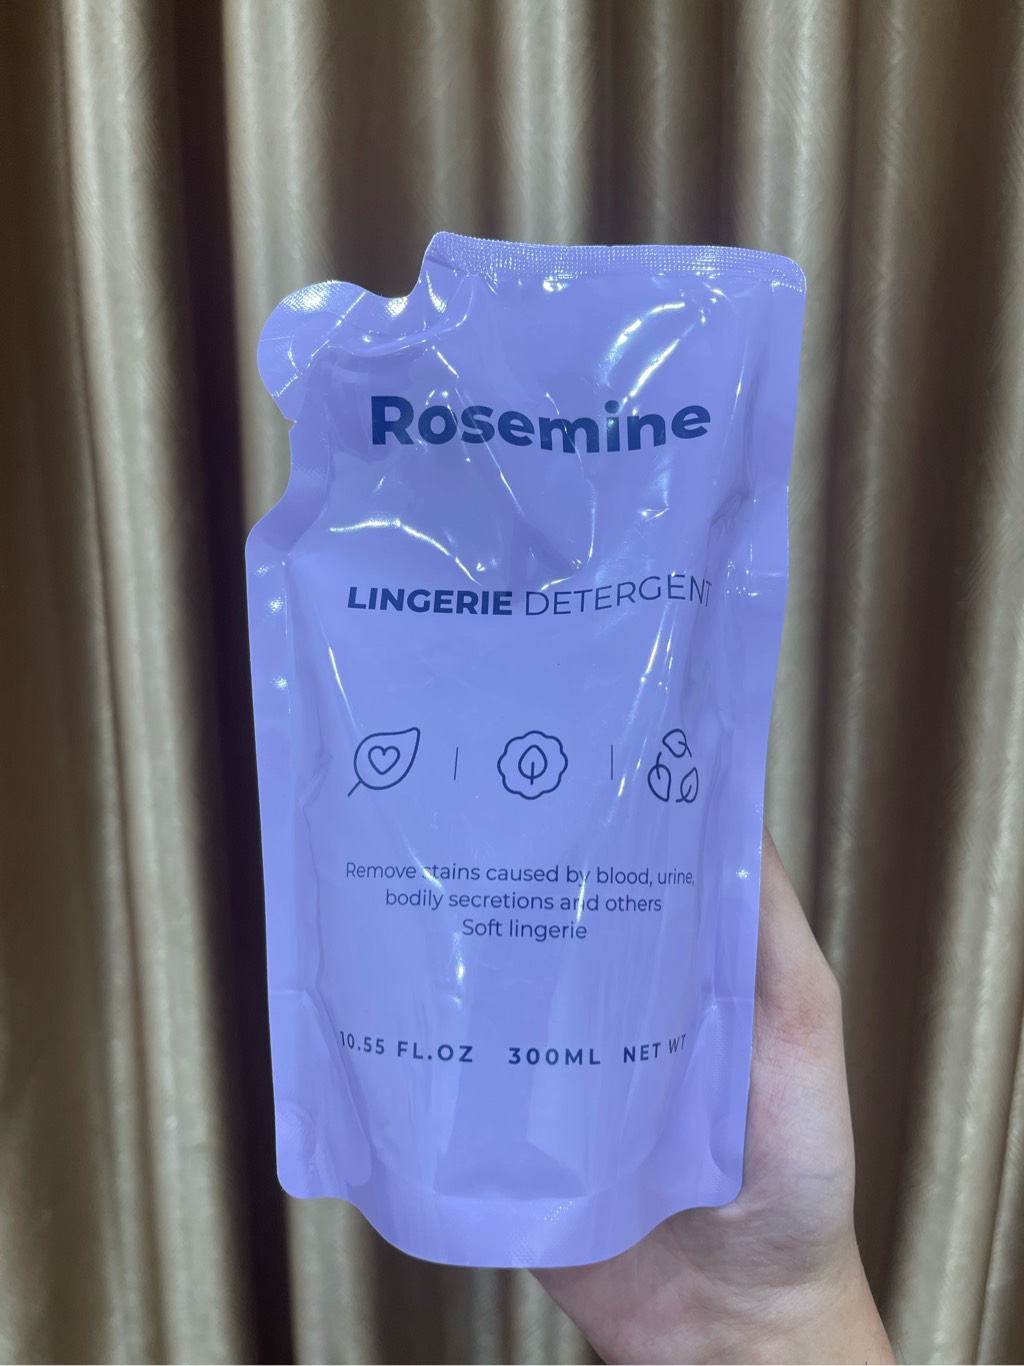 Rosemine
LINGERIE DETERGENT
Remove stains caused by blood, urine,
bodily secretions and others
Soft lingerie
10.55 FL.OZ 300ML NET WT